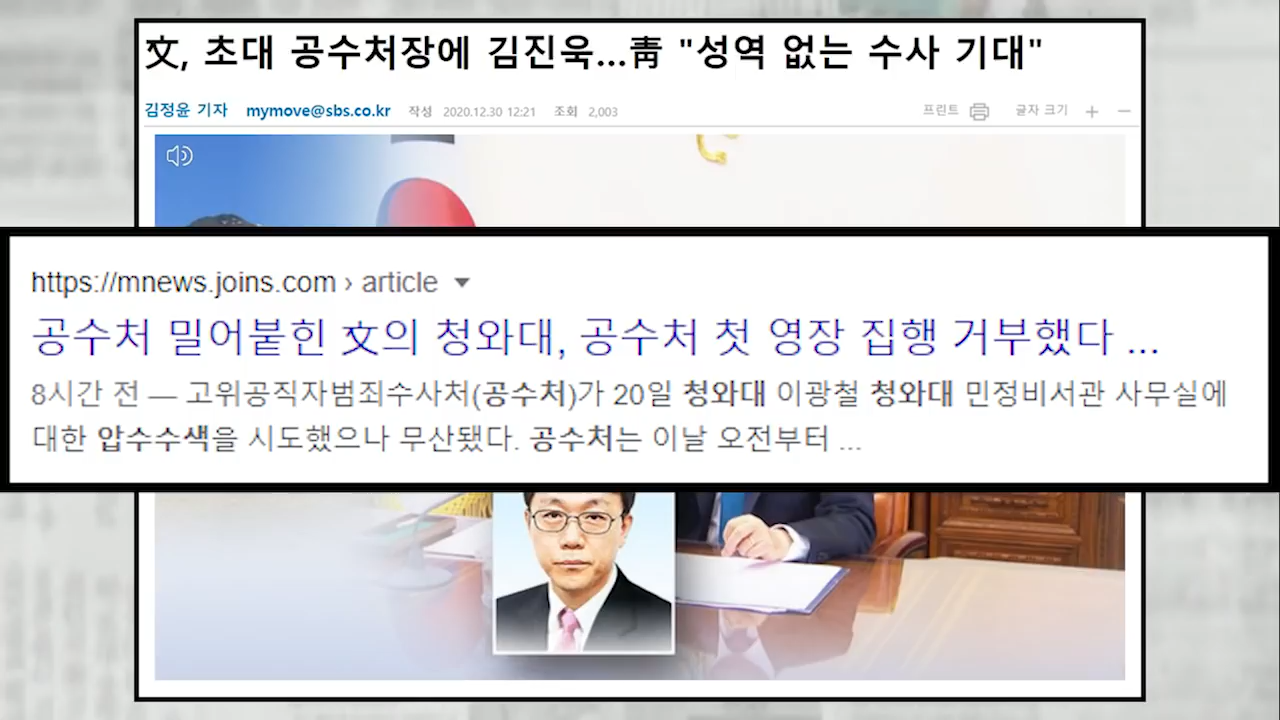 文, 초대 공수처장에 김진욱...靑 "성역 없는 수사 기대"
김정윤 기자 mymove@sbs.co.kr 작성 2020.12.30 12:21 조회 2,003 프린트 글자 크기 + −
https://mnews.joins.com › article
공수처 밀어붙힌 文의 청와대, 공수처 첫 영장 집행 거부했다 ...
8시간 전 — 고위공직자범죄수사처(공수처)가 20일 청와대 이광철 청와대 민정비서관 사무실에
대한 압수수색을 시도했으나 무산됐다. 공수처는 이날 오전부터 ...